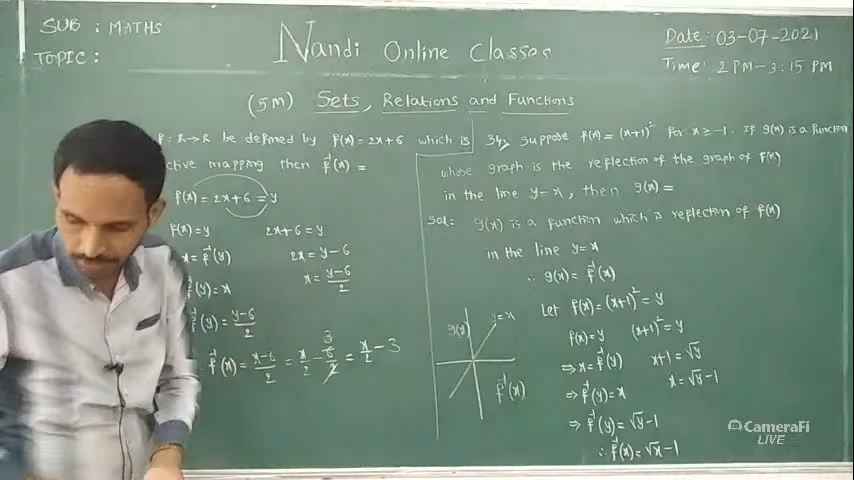 SUB : MATHS
TOPIC :
Nandi Online Classes
Date: 03-07-2021
Time: 2 PM-3:15 PM
(5m) Sets, Relations and Functions
f: R→R be defined by f(x) = 2x+6 which is
ctive mapping then f⁻¹(x) =
f(x) = 2x+6 = y
f(x) = y 2x+6 = y
x = f⁻¹(y) 2x = y-6
f⁻¹(y) = x x = (y-6)/2
f⁻¹(y) = (y-6)/2
f⁻¹(x) = (x-6)/2 = x/2 - 6/2 3 = x/2 - 3
34, suppose f(x) = (x+1)² for x ≥ -1. If g(x) is a function
whose graph is the reflection of the graph of f(x)
in the line y=x, then g(x) =
Sol: g(x) is a function which is reflection of f(x)
in the line y=x
∴ g(x) = f⁻¹(x)
Let f(x) = (x+1)² = y
f(x) = y (x+1)² = y
⇒ x = f⁻¹(y) x+1 = √y
⇒ f⁻¹(y) = x x = √y-1
⇒ f⁻¹(y) = √y-1
∴ f⁻¹(x) = √x-1
y=x
f⁻¹(x)
CameraFi
LIVE